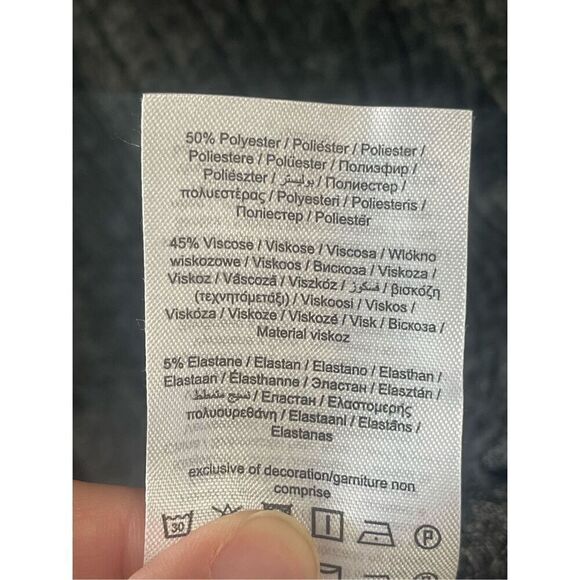 50% Polyester / Poliéster / Poliester /
Poliestere / Polüester / Полиэфир /
Poliészter / بوليستر / Полиестер /
πολυεστέρας / Polyesteri / Poliesteris /
Поліестер / Poliestěr
45% Viscose / Viskose / Viscosa / Włókno
wiskozowe / Viskoos / Вискоза / Viskoza /
Viskoz / Vâscoză / Viszkóz / فسكوز / βισκόζη
(τεχνητόμετάξι) / Viskoosi / Viskos /
Viskóza / Viskoze / Viskozė / Visk / Віскоза /
Material viskoz
5% Elastane / Elastan / Elastano / Elasthan /
Elastaan / Élasthanne / Эластан / Elasztán /
نسيج مطاط / Еластан / Ελαστομερής
πολυουρεθάνη / Elastaani / Elastāns /
Elastanas
exclusive of decoration/garniture non
comprise
30
P